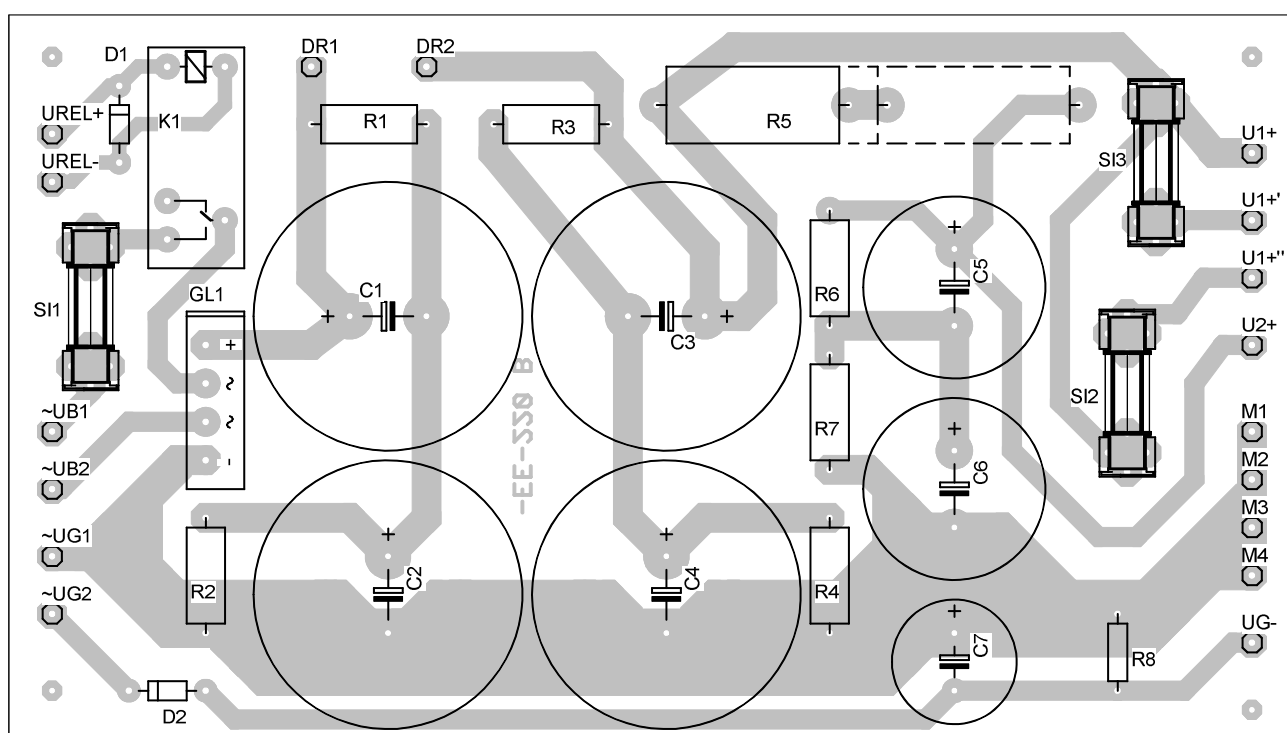 D1
DR1
DR2
UREL+
K1
R1
R3
R5
UREL-
U1+
SI3
U1+'
+
C5
U1+''
GL1
C1
R6
SI1
+
+
C3
+
U2+
~
-EE-220 B
SI2
~UB1
~
+
M1
R7
~UB2
-
C6
M2
+
+
M3
~UG1
M4
R2
C2
C4
R4
~UG2
+
UG-
C7
R8
D2